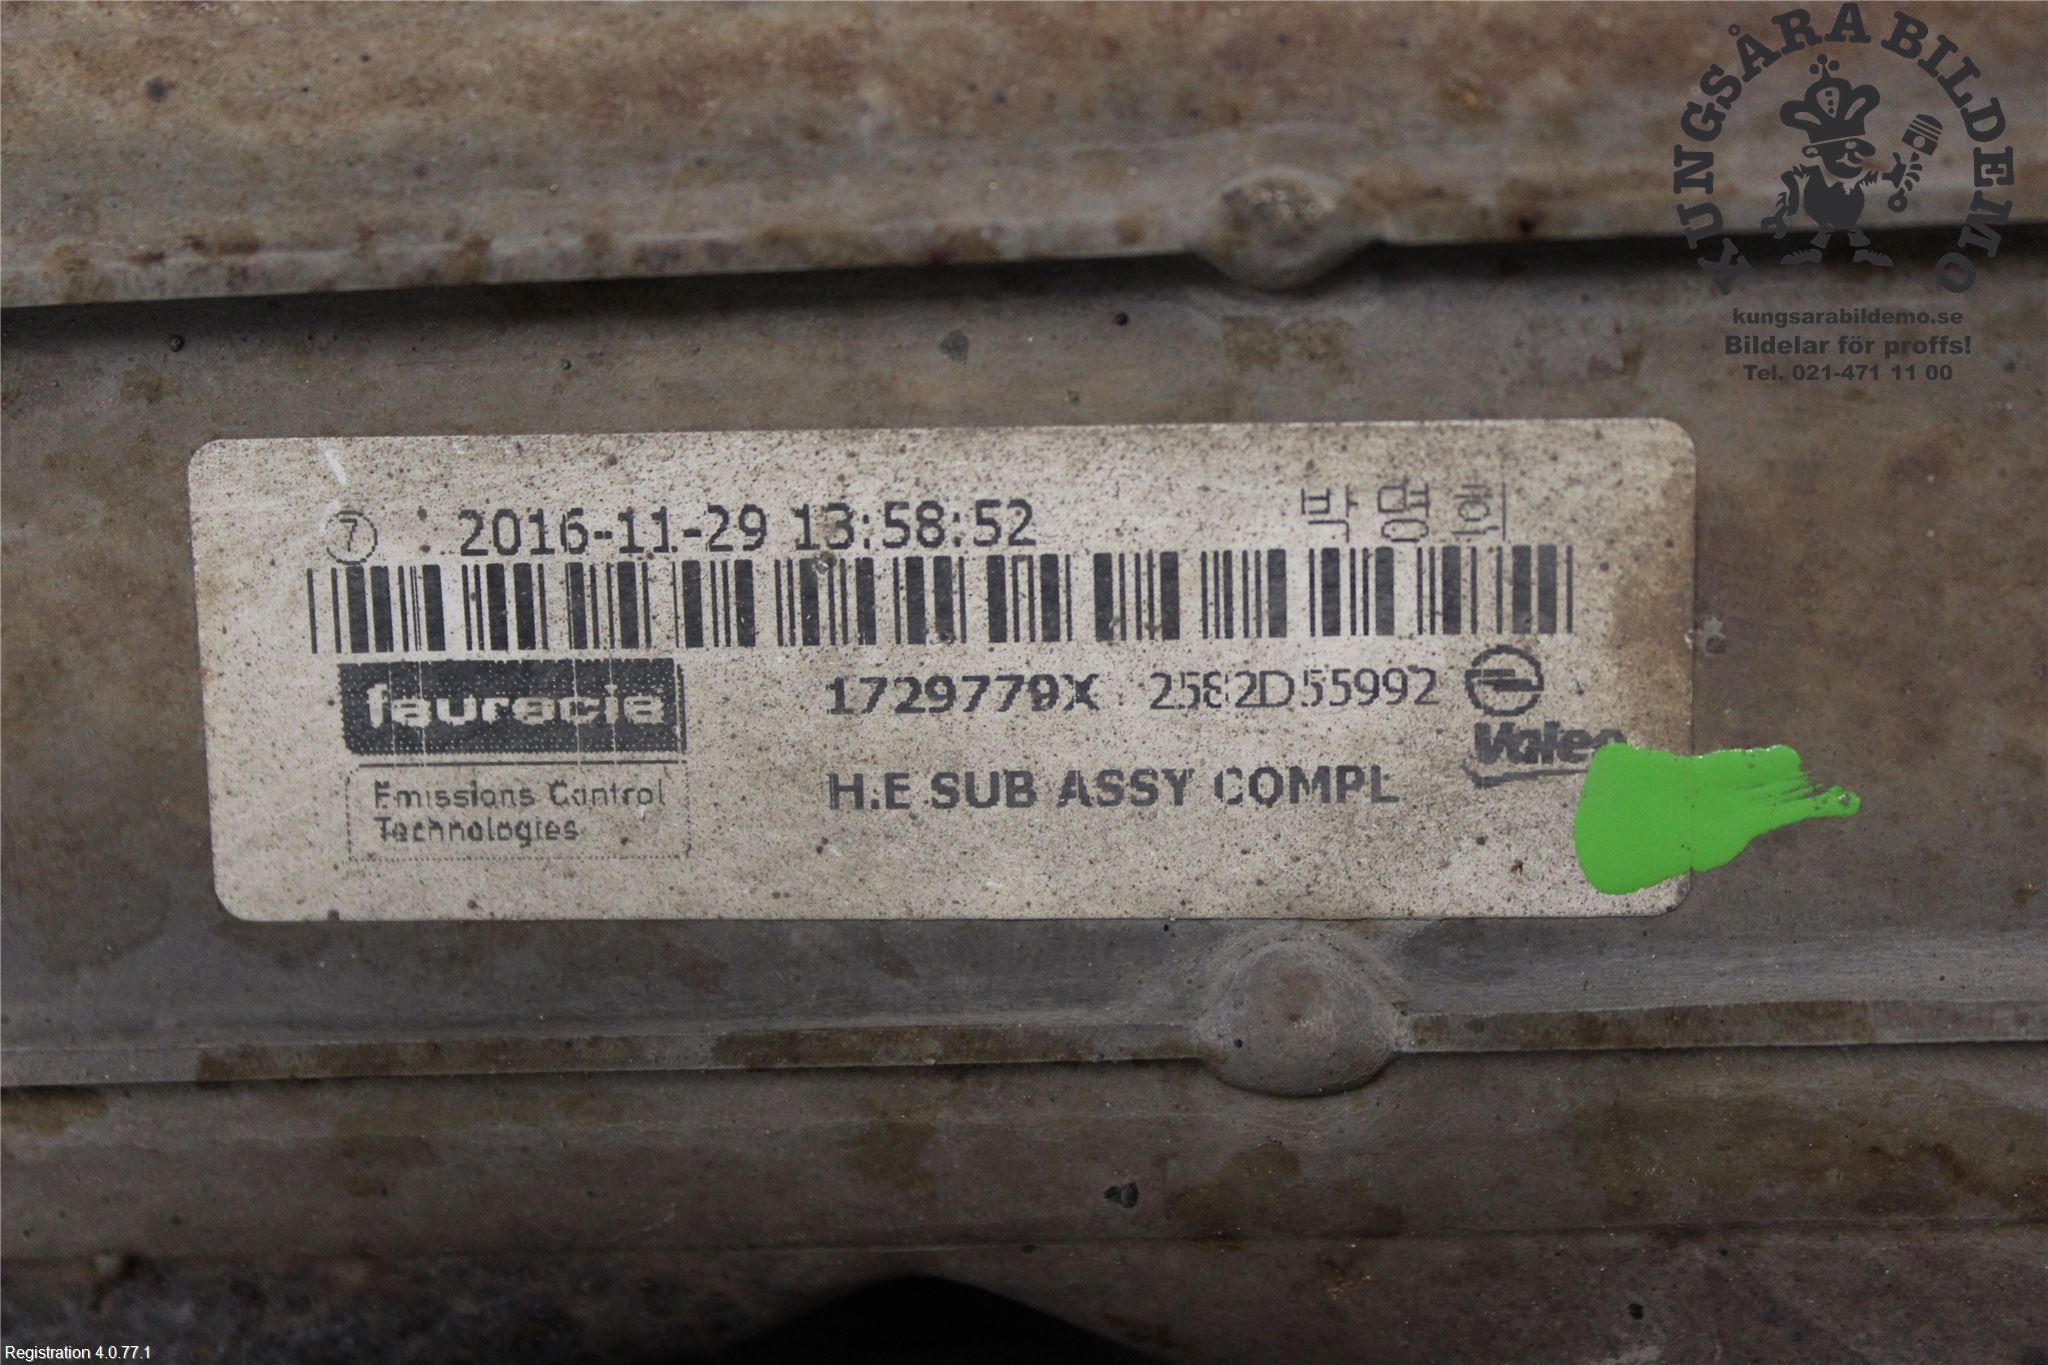 KUNGSÅRA BILDEMO
kungsarabildemo.se
Bildelar för proffs!
Tel. 021-471 11 00
7 2016-11-29 13:58:52 박명희
faurecia 1729779X 2582D55992
Valeo
Emissions Control H.E SUB ASSY COMPL
Technologies
Registration 4.0.77.1